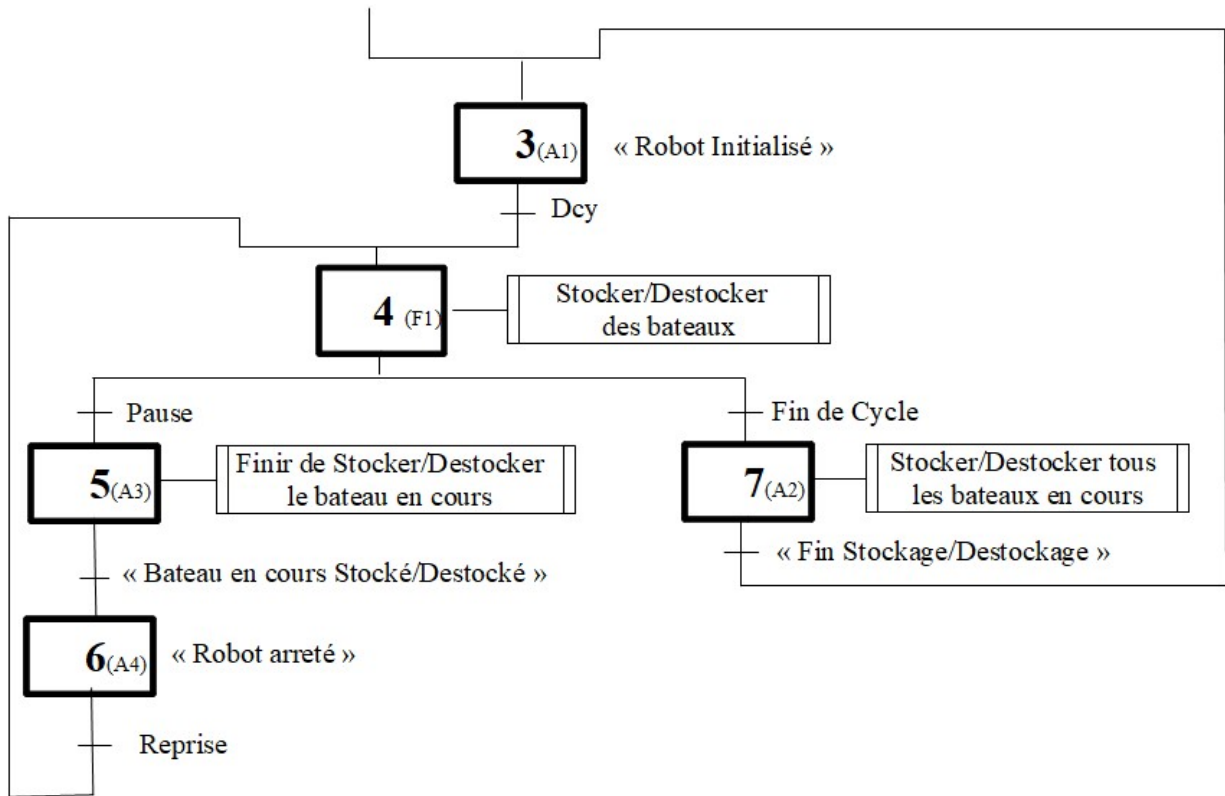 3(A1)
« Robot Initialisé »
Dcy
4 (F1)
Stocker/Destocker
des bateaux
Pause
Fin de Cycle
5(A3)
Finir de Stocker/Destocker
le bateau en cours
7(A2)
Stocker/Destocker tous
les bateaux en cours
« Bateau en cours Stocké/Destocké »
« Fin Stockage/Destockage »
6(A4)
« Robot arreté »
Reprise